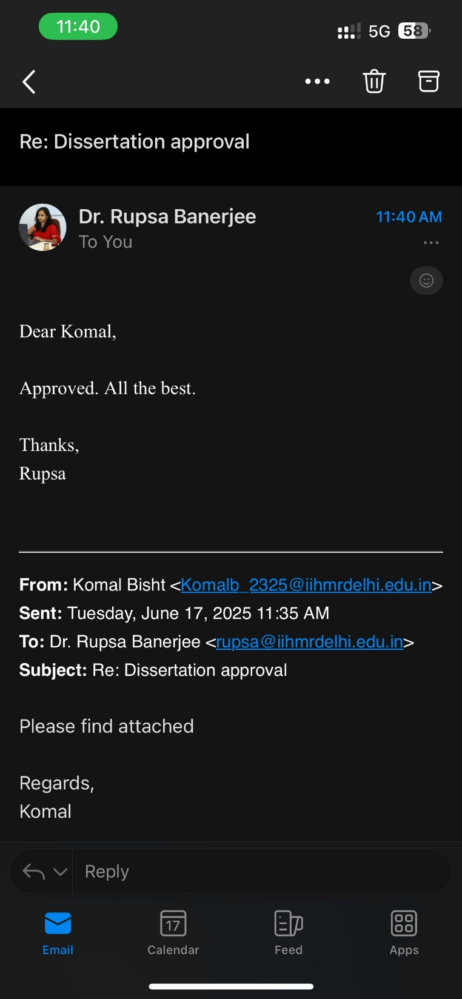 11:40
5G 58
Re: Dissertation approval
Dr. Rupsa Banerjee
11:40 AM
To You
Dear Komal,
Approved. All the best.
Thanks,
Rupsa
From: Komal Bisht <Komalb_2325@iihmrdelhi.edu.in>
Sent: Tuesday, June 17, 2025 11:35 AM
To: Dr. Rupsa Banerjee <rupsa@iihmrdelhi.edu.in>
Subject: Re: Dissertation approval
Please find attached
Regards,
Komal
Reply
17
Email Calendar Feed Apps